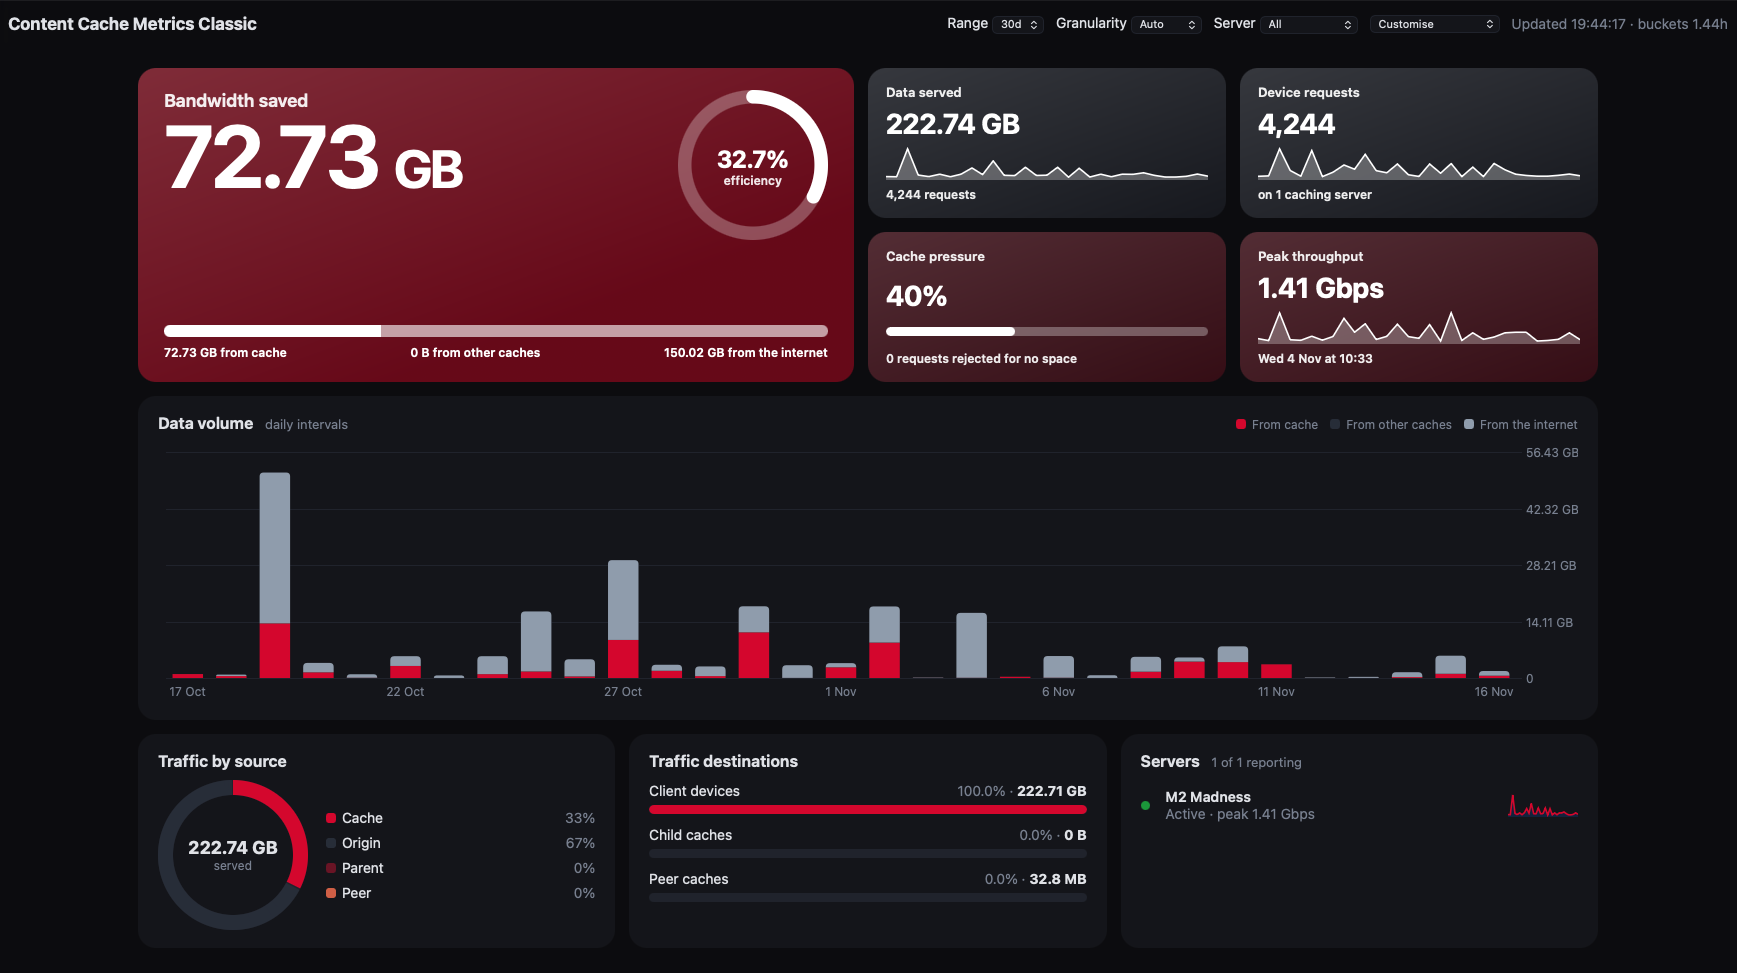 Content Cache Metrics Classic
Range 30d Granularity Auto Server All Customise Updated 19:44:17 · buckets 1.44h
Bandwidth saved
72.73 GB
32.7%
efficiency
72.73 GB from cache
0 B from other caches
150.02 GB from the internet
Data served
222.74 GB
4,244 requests
Device requests
4,244
on 1 caching server
Cache pressure
40%
0 requests rejected for no space
Peak throughput
1.41 Gbps
Wed 4 Nov at 10:33
Data volume daily intervals
From cache From other caches From the internet
56.43 GB
42.32 GB
28.21 GB
14.11 GB
0
17 Oct 22 Oct 27 Oct 1 Nov 6 Nov 11 Nov 16 Nov
Traffic by source
222.74 GB
served
Cache 33%
Origin 67%
Parent 0%
Peer 0%
Traffic destinations
Client devices 100.0% · 222.71 GB
Child caches 0.0% · 0 B
Peer caches 0.0% · 32.8 MB
Servers 1 of 1 reporting
M2 Madness
Active · peak 1.41 Gbps